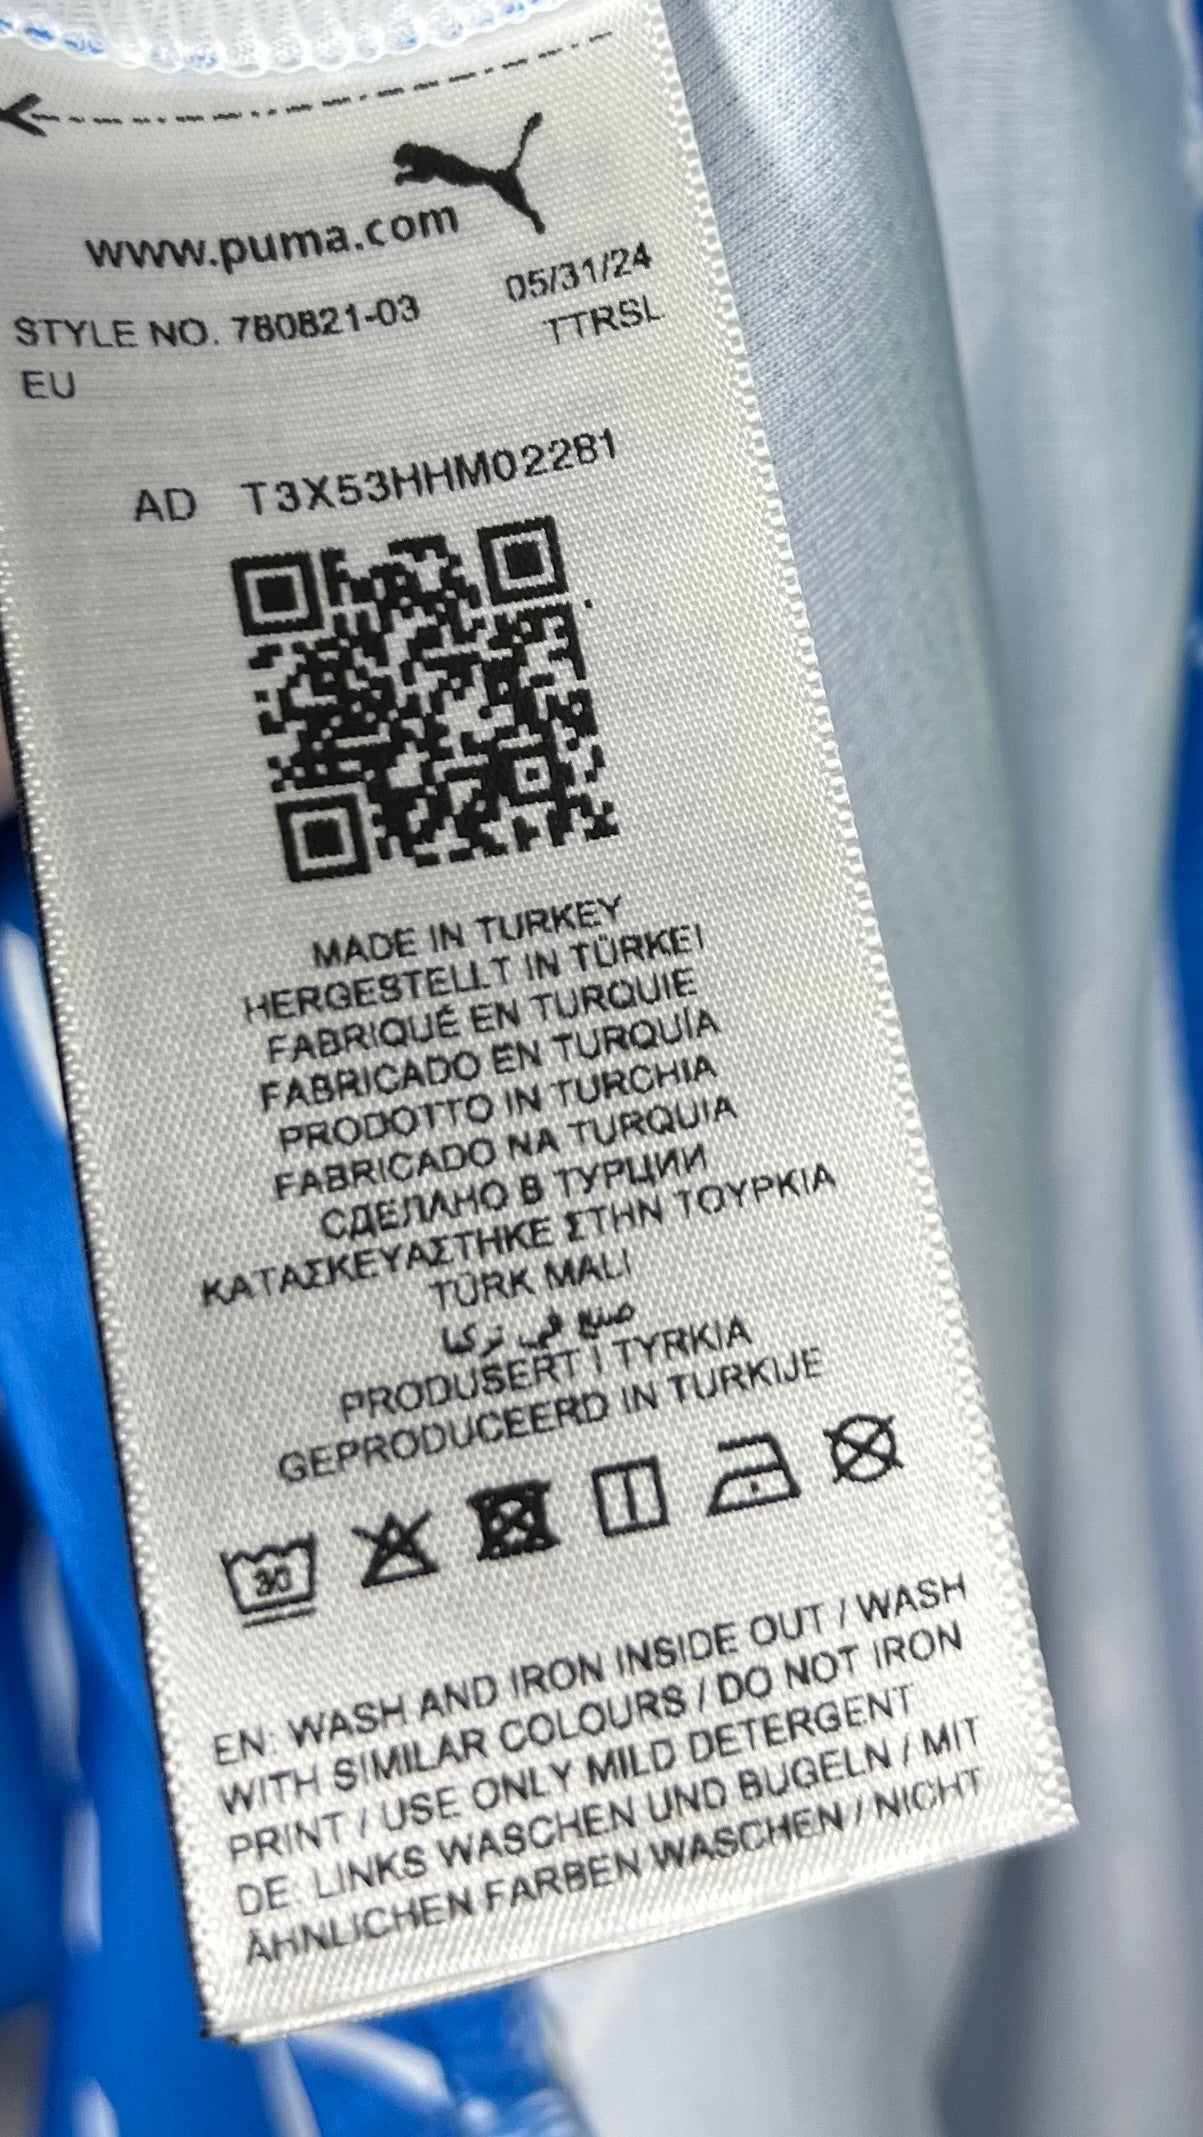 www.puma.com
STYLE NO. 780821-03 05/31/24
EU TTRSL
AD T3X53HHM02281
MADE IN TURKEY
HERGESTELLT IN TÜRKEI
FABRIQUÉ EN TURQUIE
FABRICADO EN TURQUÍA
PRODOTTO IN TURCHIA
FABRICADO NA TURQUIA
СДЕЛАНО В ТУРЦИИ
ΚΑΤΑΣΚΕΥΑΣΤΗΚΕ ΣΤΗΝ ΤΟΥΡΚΙΑ
TÜRK MALI
صنع في تركيا
PRODUSERT I TYRKIA
GEPRODUCEERD IN TURKIJE
30
EN: WASH AND IRON INSIDE OUT / WASH
WITH SIMILAR COLOURS / DO NOT IRON
PRINT / USE ONLY MILD DETERGENT
DE: LINKS WASCHEN UND BUGELN / MIT
ÄHNLICHEN FARBEN WASCHEN / NICHT